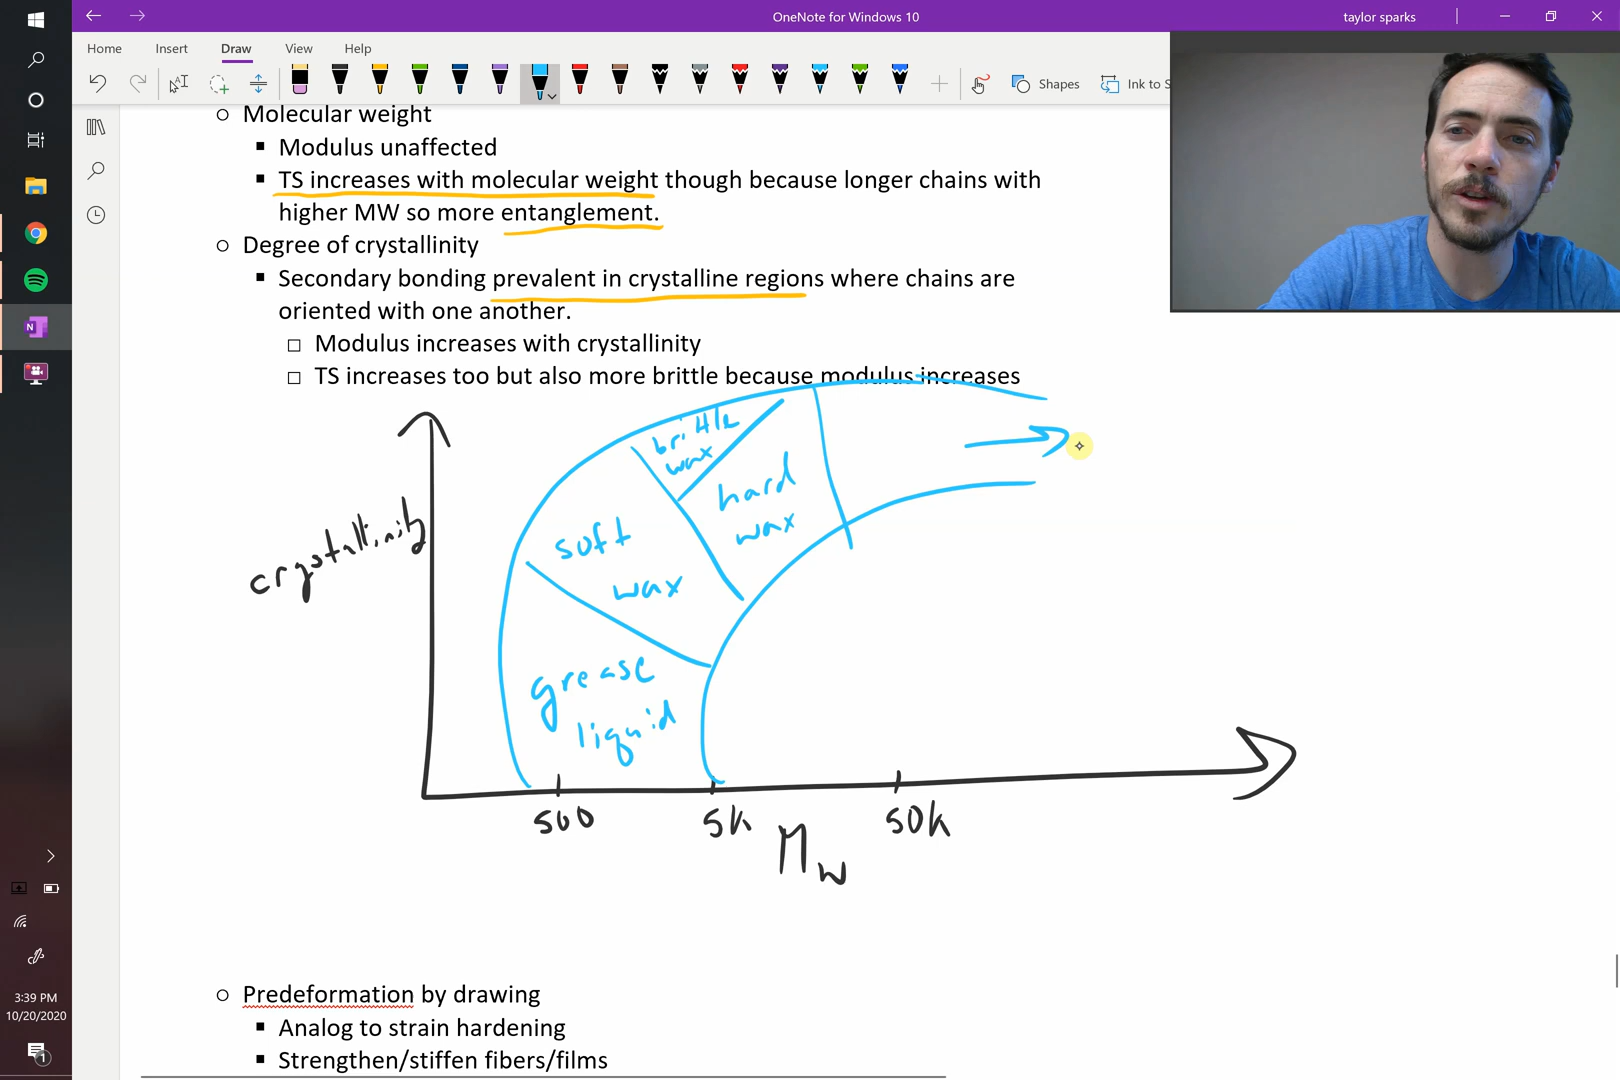 OneNote for Windows 10
taylor sparks
Home Insert Draw View Help
Shapes
Ink to S
Molecular weight
Modulus unaffected
TS increases with molecular weight though because longer chains with
higher MW so more entanglement.
Degree of crystallinity
Secondary bonding prevalent in crystalline regions where chains are
oriented with one another.
Modulus increases with crystallinity
TS increases too but also more brittle because modulus increases
brittle
wax
hard
wax
soft
wax
crystallinity
grease
liquid
500 5k 50k
Mw
Predeformation by drawing
Analog to strain hardening
Strengthen/stiffen fibers/films
3:39 PM
10/20/2020
1